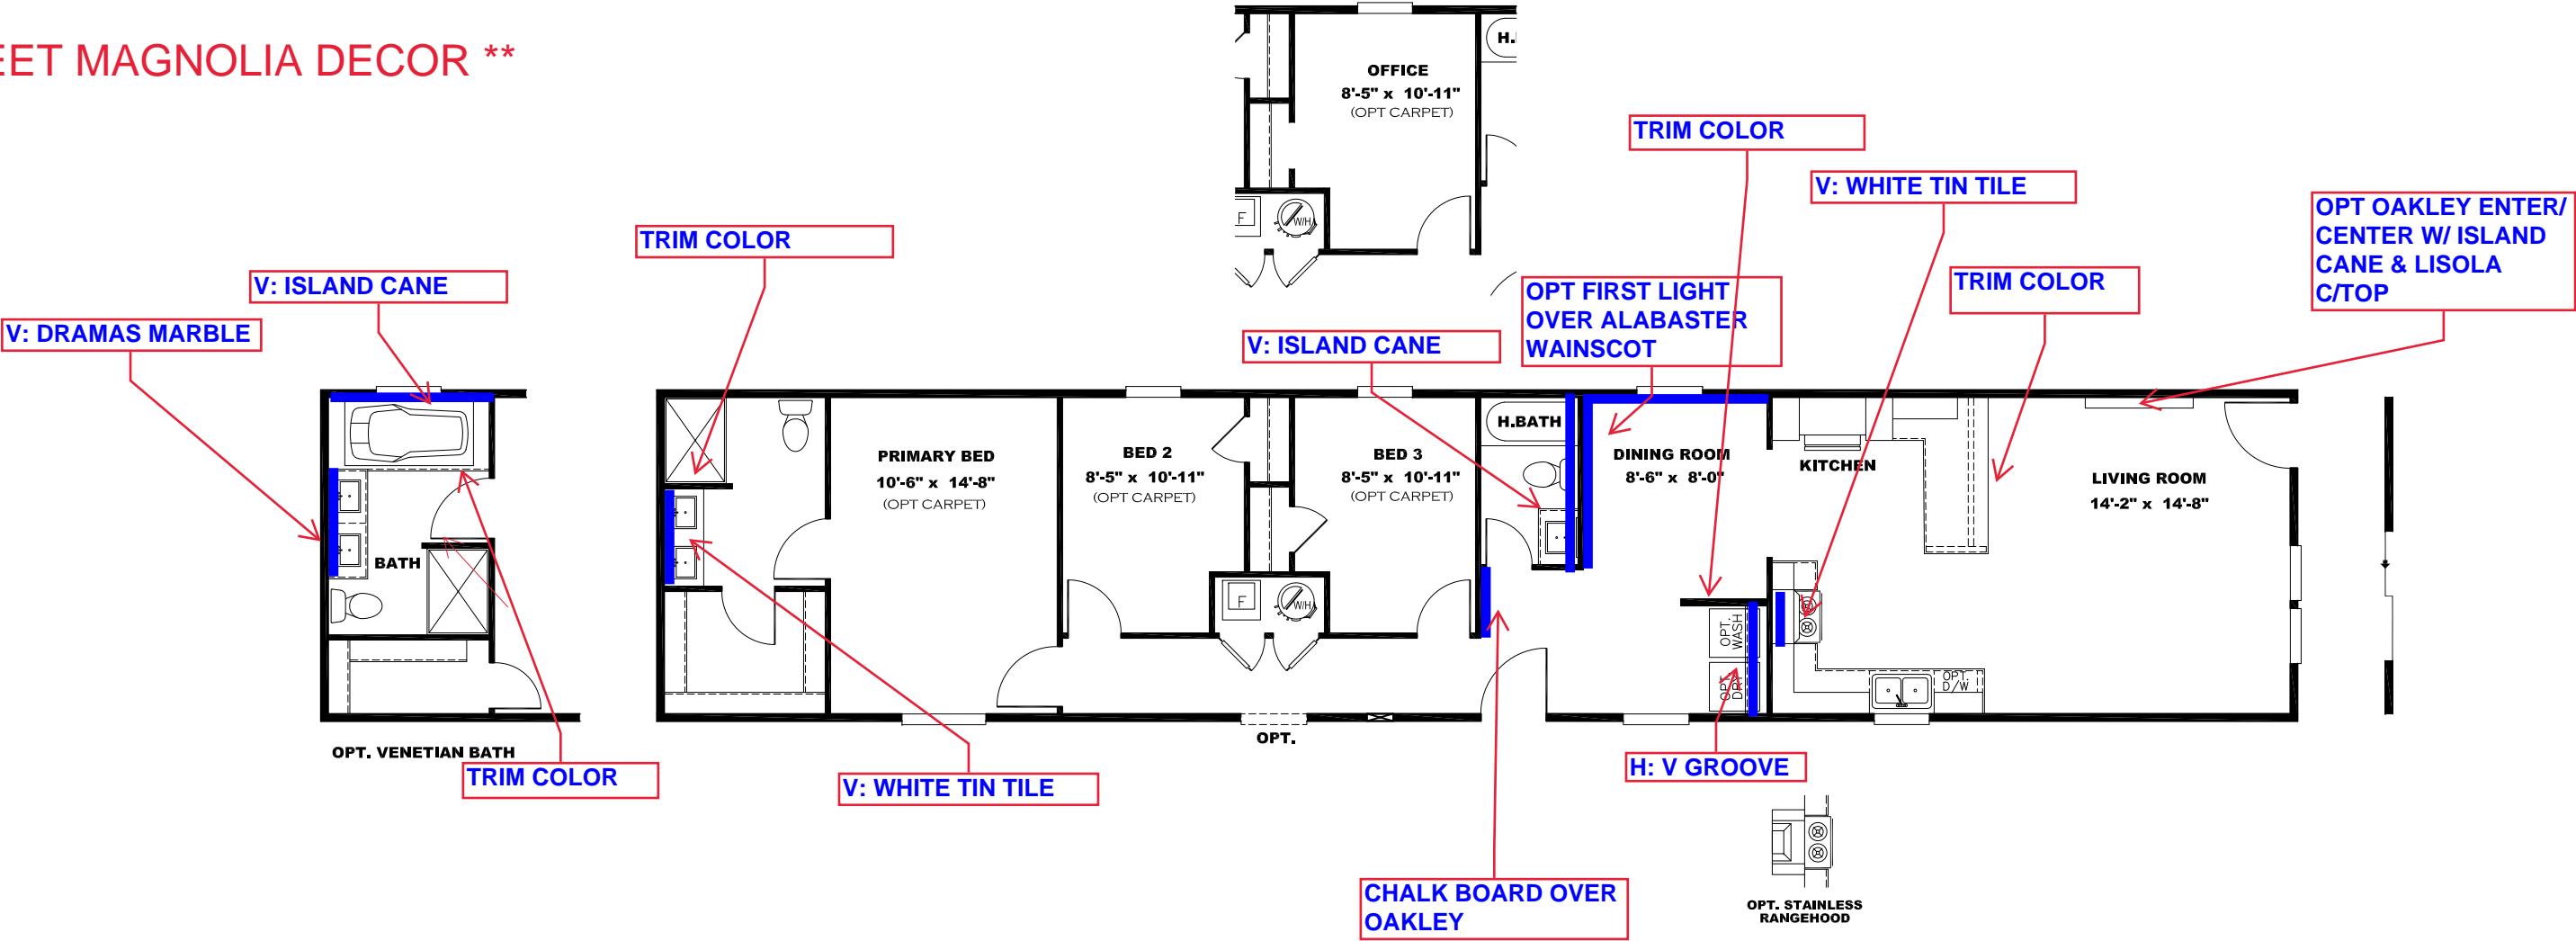 EET MAGNOLIA DECOR **
OFFICE
8'-5" x 10'-11"
(OPT CARPET)
F
W/H
TRIM COLOR
V: WHITE TIN TILE
OPT OAKLEY ENTER/
CENTER W/ ISLAND
CANE & LISOLA
C/TOP
TRIM COLOR
V: ISLAND CANE
TRIM COLOR
OPT FIRST LIGHT
OVER ALABASTER
WAINSCOT
V: DRAMAS MARBLE
V: ISLAND CANE
H.BATH
PRIMARY BED
10'-6" x 14'-8"
(OPT CARPET)
BED 2
8'-5" x 10'-11"
(OPT CARPET)
BED 3
8'-5" x 10'-11"
(OPT CARPET)
DINING ROOM
8'-6" x 8'-0"
KITCHEN
LIVING ROOM
14'-2" x 14'-8"
BATH
F
W/H
OPT.
WASH
OPT.
OPT.
D/W
OPT. VENETIAN BATH
OPT.
TRIM COLOR
V: WHITE TIN TILE
H: V GROOVE
CHALK BOARD OVER
OAKLEY
OPT. STAINLESS
RANGEHOOD